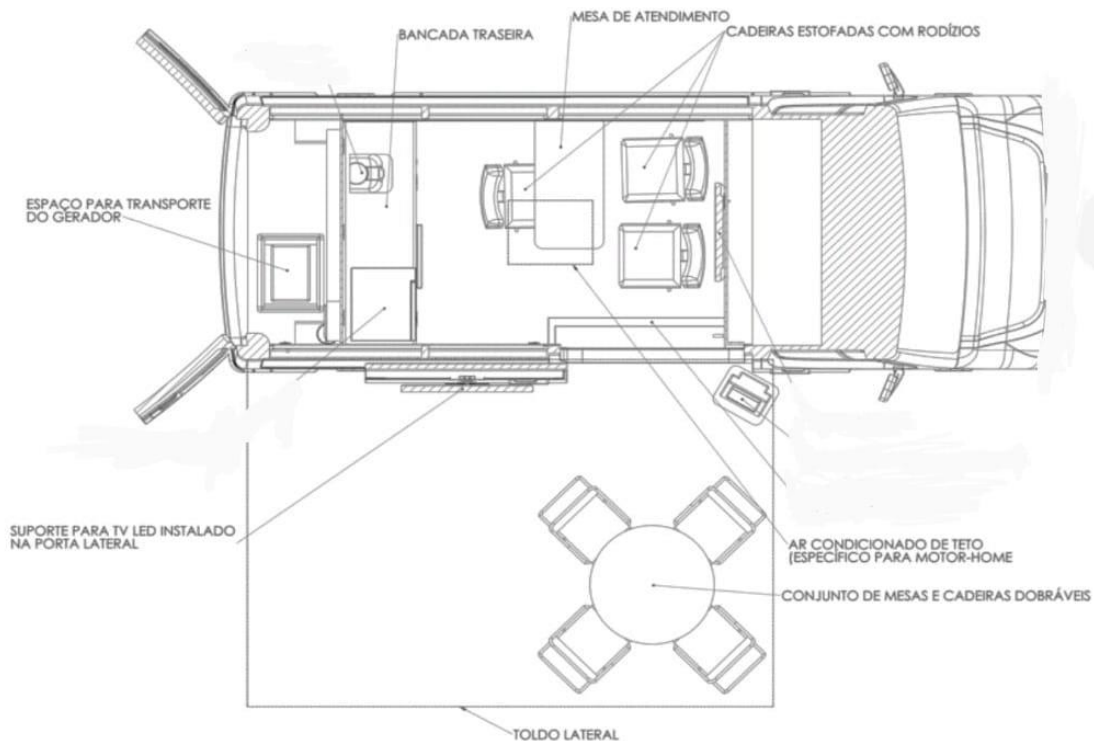 MESA DE ATENDIMENTO
BANCADA TRASEIRA
CADEIRAS ESTOFADAS COM RODÍZIOS
ESPAÇO PARA TRANSPORTE
DO GERADOR
SUPORTE PARA TV LED INSTALADO
NA PORTA LATERAL
AR CONDICIONADO DE TETO
(ESPECÍFICO PARA MOTOR-HOME
CONJUNTO DE MESAS E CADEIRAS DOBRÁVEIS
TOLDO LATERAL